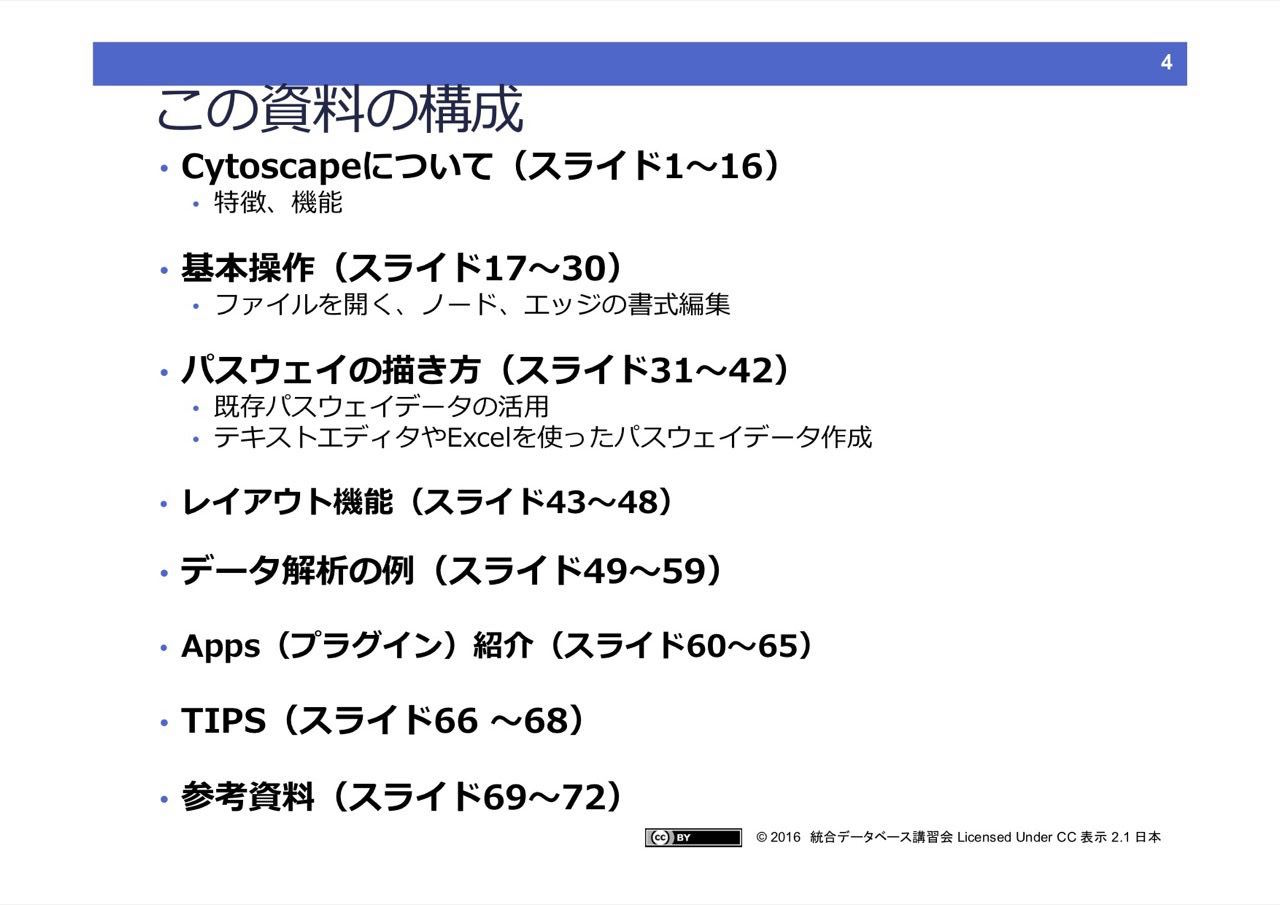 4
この資料の構成
• Cytoscapeについて（スライド1～16）
• 特徴、機能
• 基本操作（スライド17～30）
• ファイルを開く、ノード、エッジの書式編集
• パスウェイの描き方（スライド31～42）
• 既存パスウェイデータの活用
• テキストエディタやExcelを使ったパスウェイデータ作成
• レイアウト機能（スライド43～48）
• データ解析の例（スライド49～59）
• Apps（プラグイン）紹介（スライド60～65）
• TIPS（スライド66 ～68）
• 参考資料（スライド69～72）
cc BY © 2016 統合データベース講習会 Licensed Under CC 表示 2.1 日本